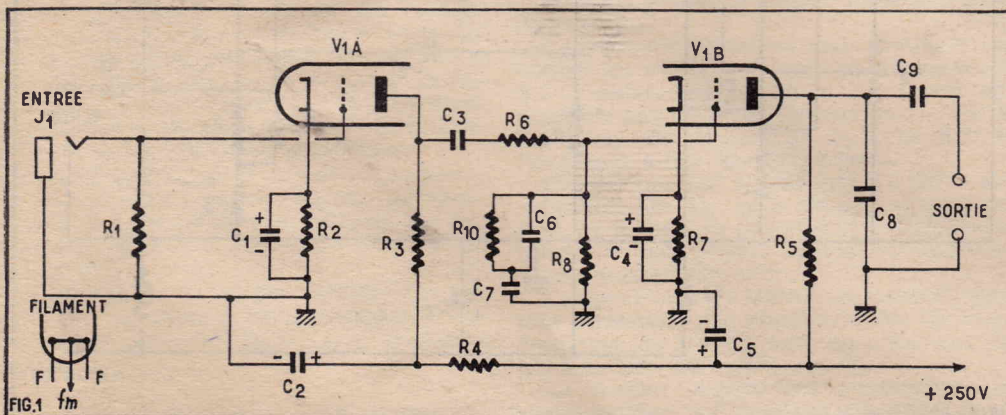 V1A
V1B
ENTREE
J1
C3
R6
C9
R1
C1
+
-
R2
R3
R10
C6
C7
R8
C4
+
-
R7
-
+
C5
R5
C8
SORTIE
FILAMENT
F
F
fm
FIG.1
- +
C2
R4
+ 250V